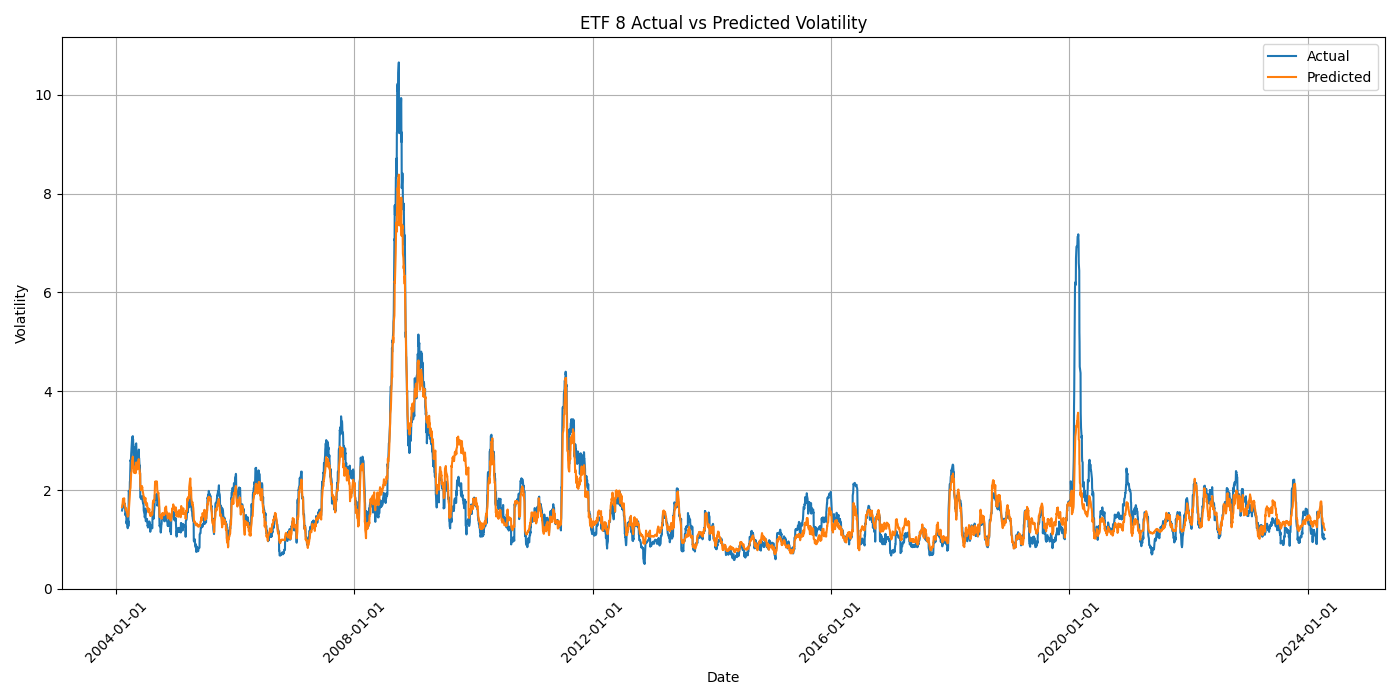 ETF 8 Actual vs Predicted Volatility
Actual
Predicted
Volatility
10
8
6
4
2
0
2004-01-01
2008-01-01
2012-01-01
2016-01-01
2020-01-01
2024-01-01
Date